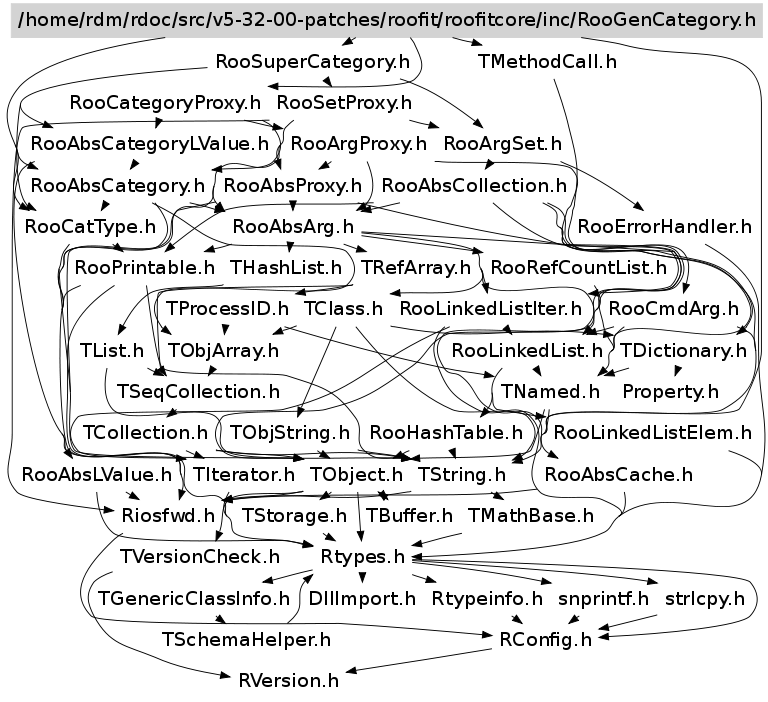 /home/rdm/rdoc/src/v5-32-00-patches/roofit/roofitcore/inc/RooGenCategory.h
RooSuperCategory.h
TMethodCall.h
RooCategoryProxy.h
RooSetProxy.h
RooAbsCategoryLValue.h
RooArgProxy.h
RooArgSet.h
RooAbsCategory.h
RooAbsProxy.h
RooAbsCollection.h
RooCatType.h
RooAbsArg.h
RooErrorHandler.h
RooPrintable.h
THashList.h
TRefArray.h
RooRefCountList.h
TProcessID.h
TClass.h
RooLinkedListIter.h
RooCmdArg.h
TList.h
TObjArray.h
RooLinkedList.h
TDictionary.h
TSeqCollection.h
TNamed.h
Property.h
TCollection.h
TObjString.h
RooHashTable.h
RooLinkedListElem.h
RooAbsLValue.h
TIterator.h
TObject.h
TString.h
RooAbsCache.h
Riosfwd.h
TStorage.h
TBuffer.h
TMathBase.h
TVersionCheck.h
Rtypes.h
TGenericClassInfo.h
DllImport.h
Rtypeinfo.h
snprintf.h
strlcpy.h
TSchemaHelper.h
RConfig.h
RVersion.h